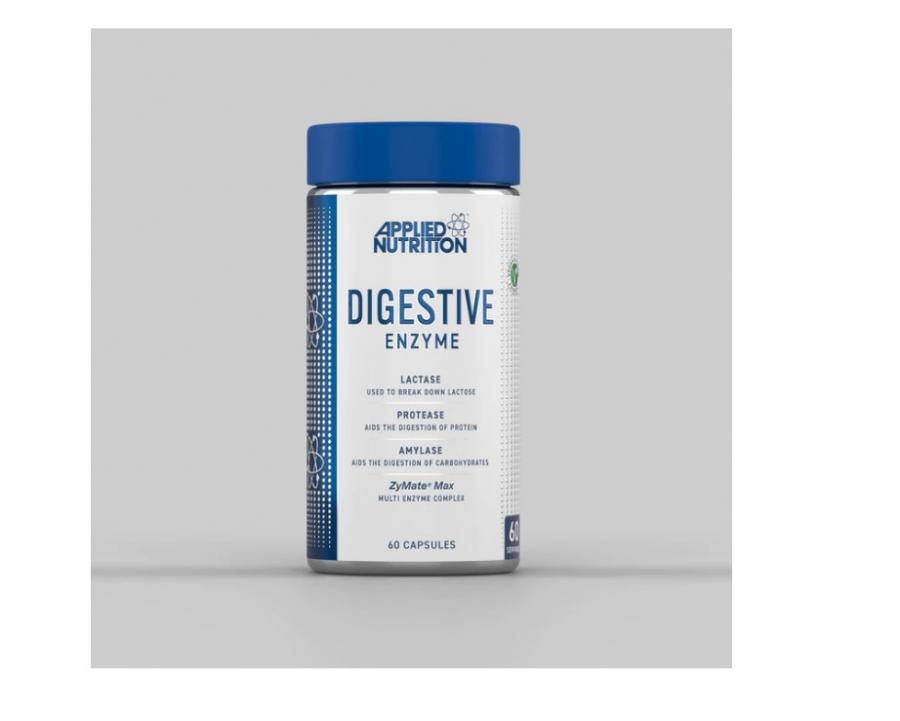 APPLIED
NUTRITION
DIGESTIVE
ENZYME
LACTASE
USED TO BREAK DOWN LACTOSE
PROTEASE
AIDS THE DIGESTION OF PROTEIN
AMYLASE
AIDS THE DIGESTION OF CARBOHYDRATES
ZyMate® Max
MULTI ENZYME COMPLEX
60 CAPSULES
60